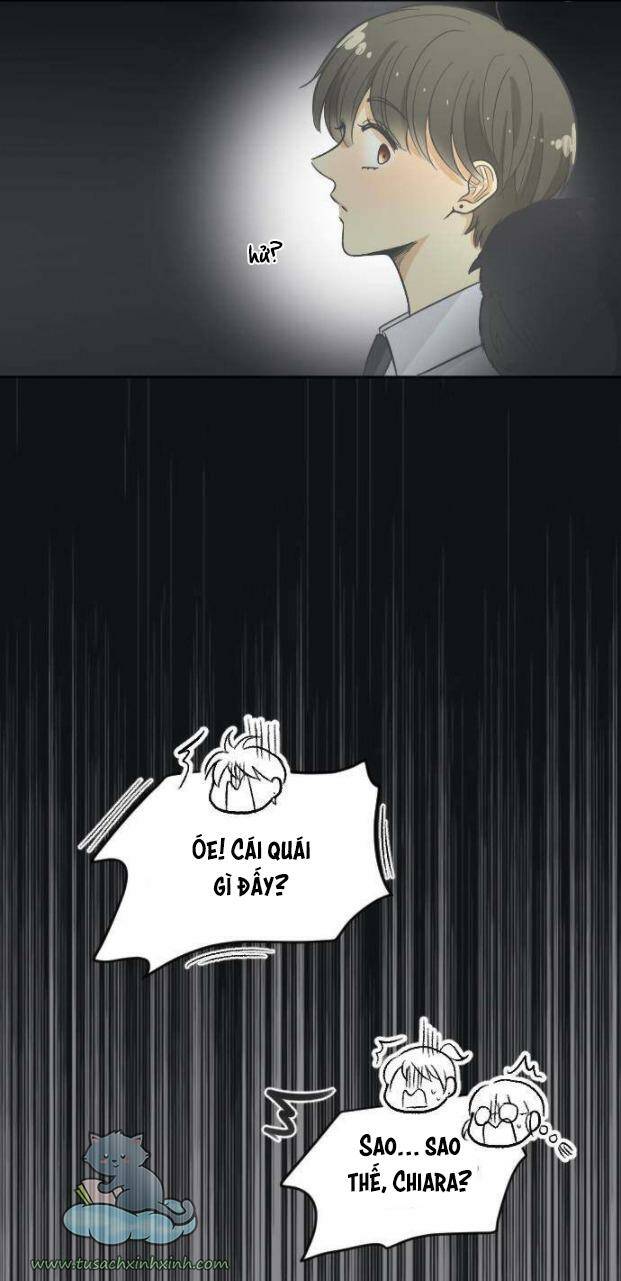 hử?
Óe! Cái quái
gì đấy?
Sao... sao
thế, Chiara?
www.tusachxinhxinh.com